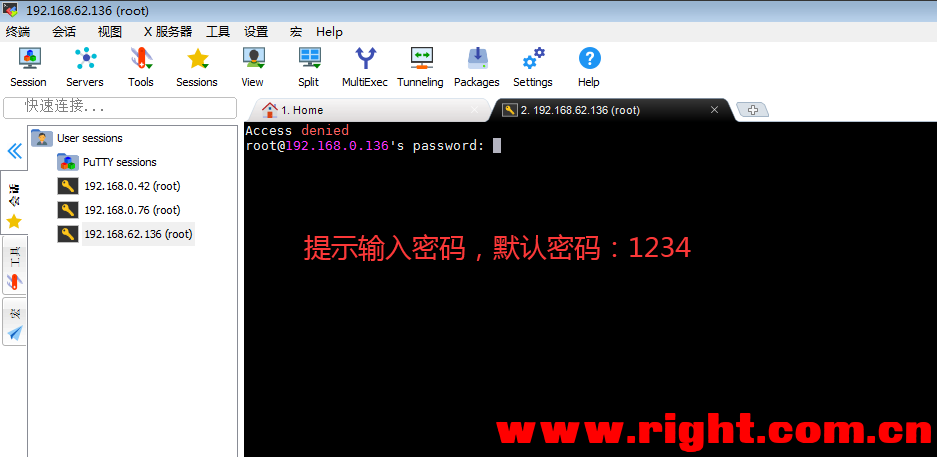 192.168.62.136 (root)
终端 会话 视图 X 服务器 工具 设置 宏 Help
Session Servers Tools Sessions View Split MultiExec Tunneling Packages Settings Help
快速连接...
1. Home
2. 192.168.62.136 (root)
User sessions
PuTTY sessions
192.168.0.42 (root)
192.168.0.76 (root)
192.168.62.136 (root)
会话
工具
宏
Access denied
root@192.168.0.136's password:
提示输入密码，默认密码：1234
www.right.com.cn